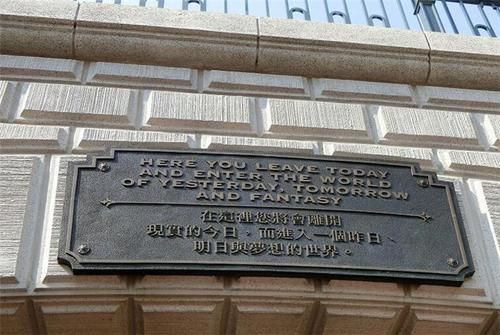 HERE YOU LEAVE TODAY
AND ENTER THE WORLD
OF YESTERDAY, TOMORROW
AND FANTASY
在這裡您將會離開
現實的今日，而進入一個昨日、
明日與夢想的世界。